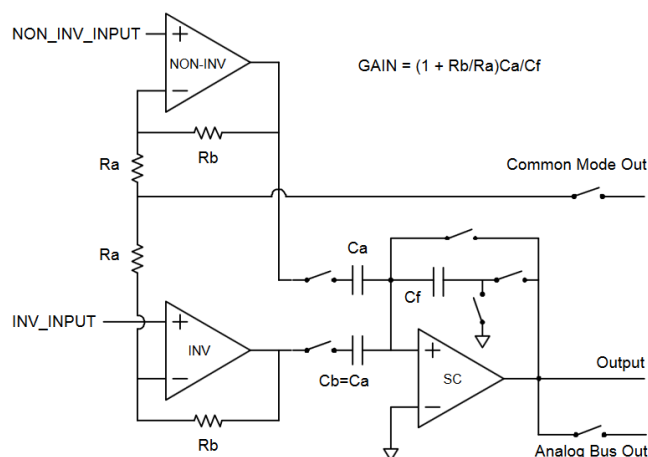 NON_INV_INPUT
+
NON-INV
−
GAIN = (1 + Rb/Ra)Ca/Cf
Rb
Ra
Common Mode Out
Ra
Ca
Cf
INV_INPUT
+
INV
−
Cb=Ca
+
SC
−
Output
Rb
Analog Bus Out